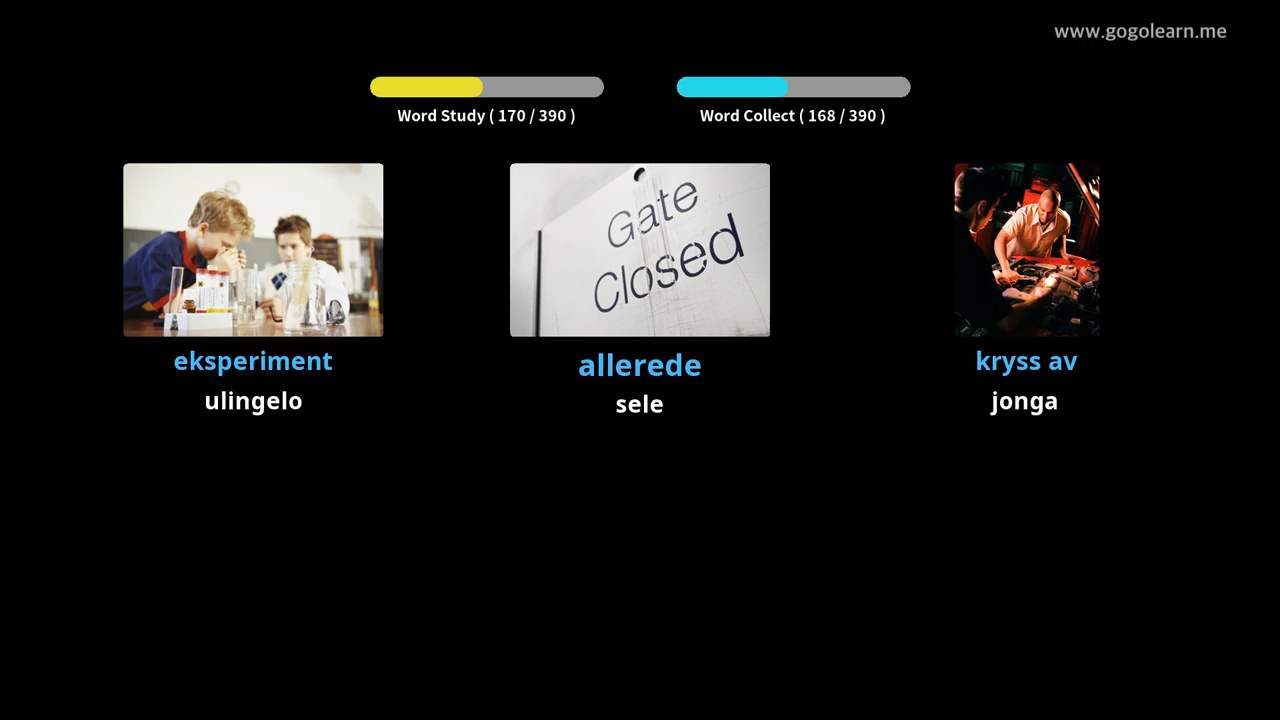 www.gogolearn.me
Word Study ( 170 / 390 )
Word Collect ( 168 / 390 )
Gate
Closed
eksperiment
allerede
kryss av
ulingelo
sele
jonga